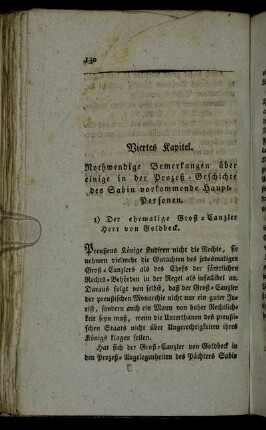 130
Viertes Kapitel.
Nothwendige Bemerkungen über
einige in der Prozeß-Geschichte
des Sabin vorkommende Haupt-
Personen.
1) Der ehemalige Groß-Canzler
Herr von Goldbeck.
Preußens Könige studiren nicht die Rechte, sie
nehmen vielmehr die Gutachten des jedesmaligen
Groß-Canzlers als des Chefs der sämtlichen
Rechts-Behörden in der Regel als infallibel an.
Daraus folgt von selbst, daß der Groß-Canzler
der preußischen Monarchie nicht nur ein guter Ju-
rist, sondern auch ein Mann von hoher Rechtlich-
keit seyn muß, wenn die Unterthanen des preußi-
schen Staats nicht über Ungerechtigkeiten ihres
Königs klagen sollen.
Hat sich der Groß-Canzler von Goldbeck in
den Prozeß-Angelegenheiten des Pächters Sabin